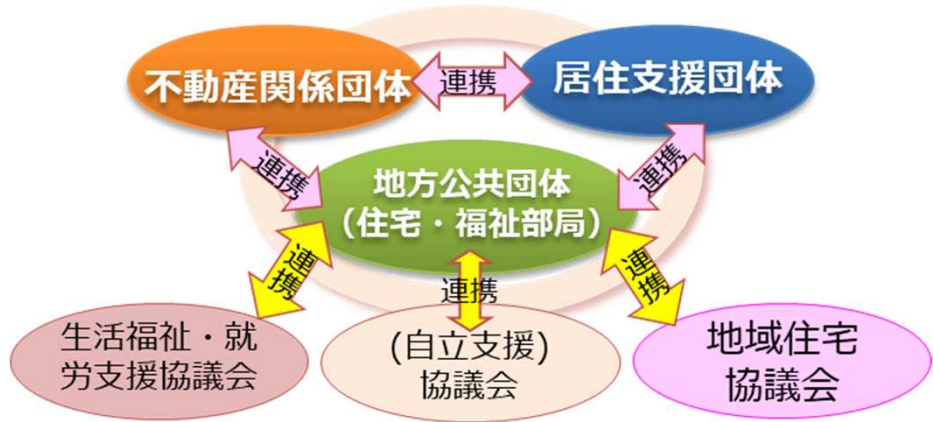 不動産関係団体
連携
居住支援団体
連携
地方公共団体
(住宅・福祉部局)
連携
連携
連携
連携
生活福祉・就
労支援協議会
(自立支援)
協議会
地域住宅
協議会